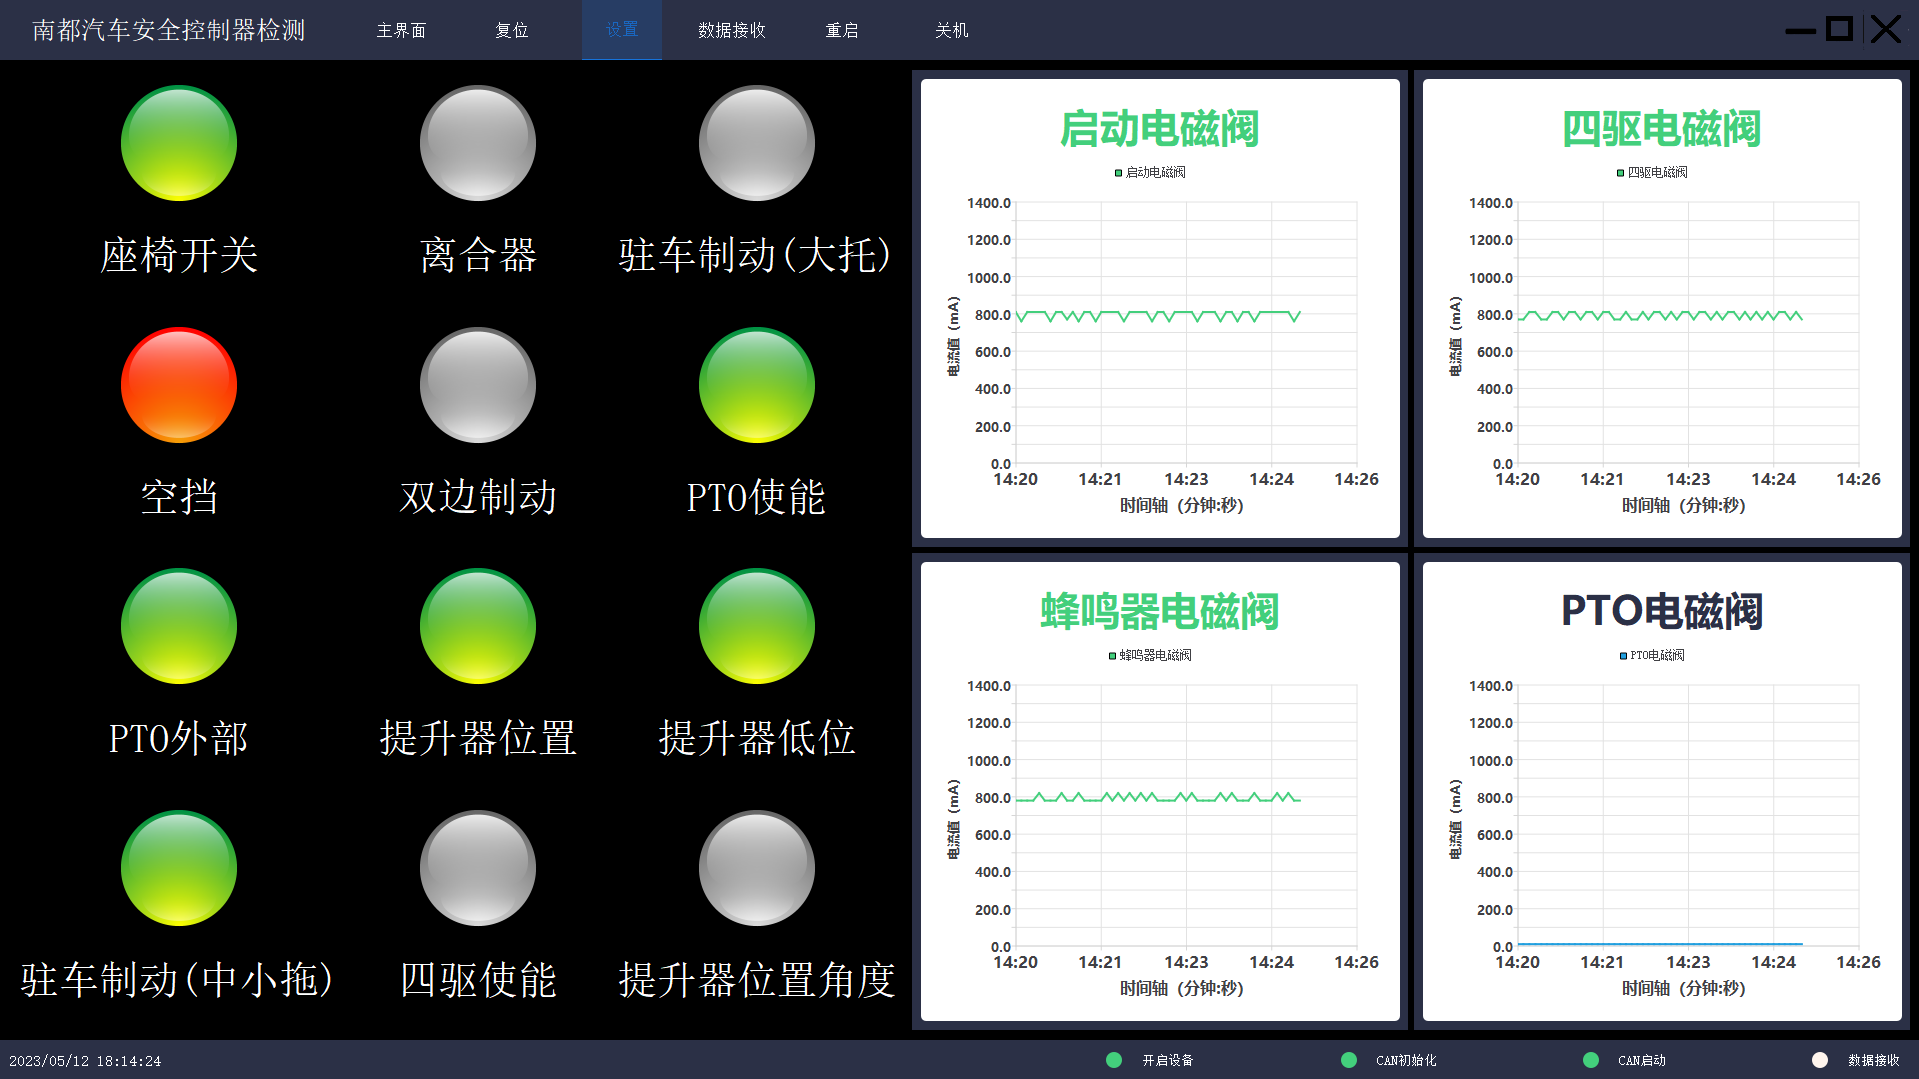 南都汽车安全控制器检测 主界面 复位 设置 数据接收 重启 关机
座椅开关 离合器 驻车制动(大托)
空挡 双边制动 PTO使能
PTO外部 提升器位置 提升器低位
驻车制动(中小拖) 四驱使能 提升器位置角度
启动电磁阀
启动电磁阀
1400.0
1200.0
1000.0
800.0
600.0
400.0
200.0
0.0
电流值 (mA)
14:20 14:21 14:23 14:24 14:26
时间轴 (分钟:秒)
四驱电磁阀
四驱电磁阀
1400.0
1200.0
1000.0
800.0
600.0
400.0
200.0
0.0
电流值 (mA)
14:20 14:21 14:23 14:24 14:26
时间轴 (分钟:秒)
蜂鸣器电磁阀
蜂鸣器电磁阀
1400.0
1200.0
1000.0
800.0
600.0
400.0
200.0
0.0
电流值 (mA)
14:20 14:21 14:23 14:24 14:26
时间轴 (分钟:秒)
PTO电磁阀
PTO电磁阀
1400.0
1200.0
1000.0
800.0
600.0
400.0
200.0
0.0
电流值 (mA)
14:20 14:21 14:23 14:24 14:26
时间轴 (分钟:秒)
2023/05/12 18:14:24 开启设备 CAN初始化 CAN启动 数据接收